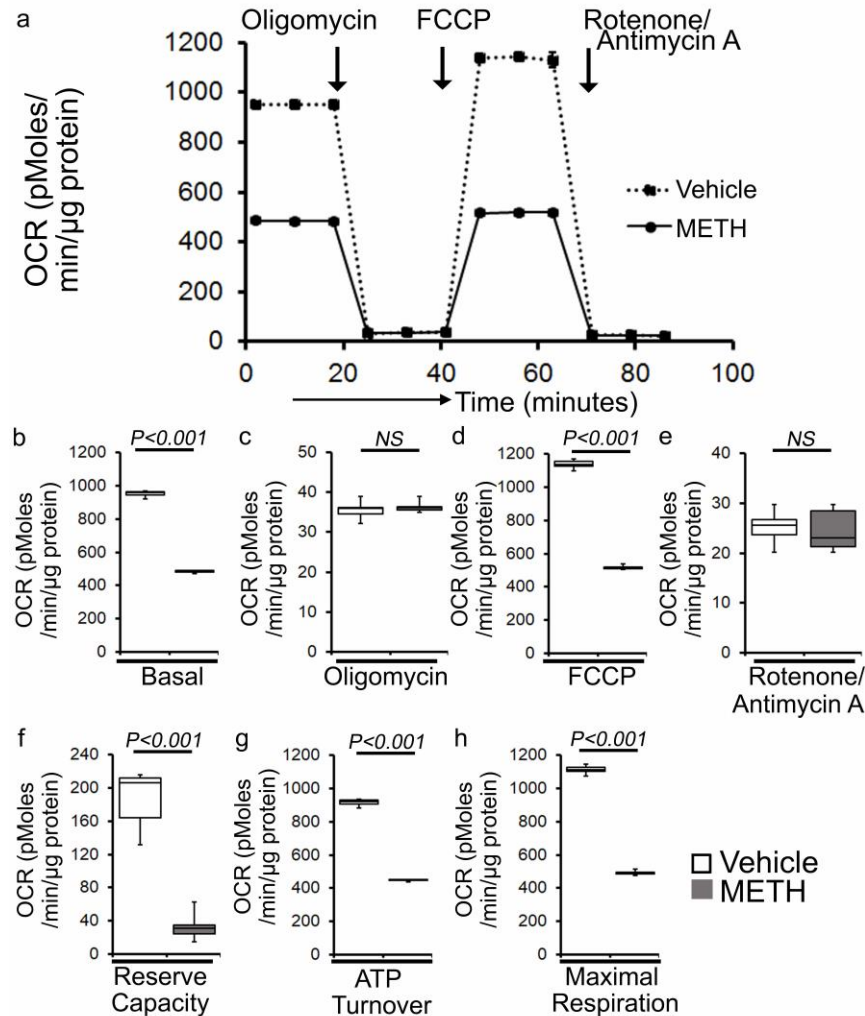 a
Oligomycin FCCP Rotenone/
Antimycin A
1200
1000
800
600
400
200
0
OCR (pMoles/
min/µg protein)
Vehicle
METH
0 20 40 60 80 100
Time (minutes)
b
P<0.001
1200
1000
800
600
400
200
0
OCR (pMoles
/min/µg protein)
Basal
c
NS
50
40
30
20
10
0
OCR (pMoles
/min/µg protein)
Oligomycin
d
P<0.001
1200
1000
800
600
400
200
0
OCR (pMoles
/min/µg protein)
FCCP
e
NS
40
30
20
10
0
OCR (pMoles
/min/µg protein)
Rotenone/
Antimycin A
f
P<0.001
240
200
160
120
80
40
0
OCR (pMoles
/min/µg protein)
Reserve
Capacity
g
P<0.001
1200
1000
800
600
400
200
0
OCR (pMoles
/min/µg protein)
ATP
Turnover
h
P<0.001
1200
1000
800
600
400
200
0
OCR (pMoles
/min/µg protein)
Maximal
Respiration
Vehicle
METH